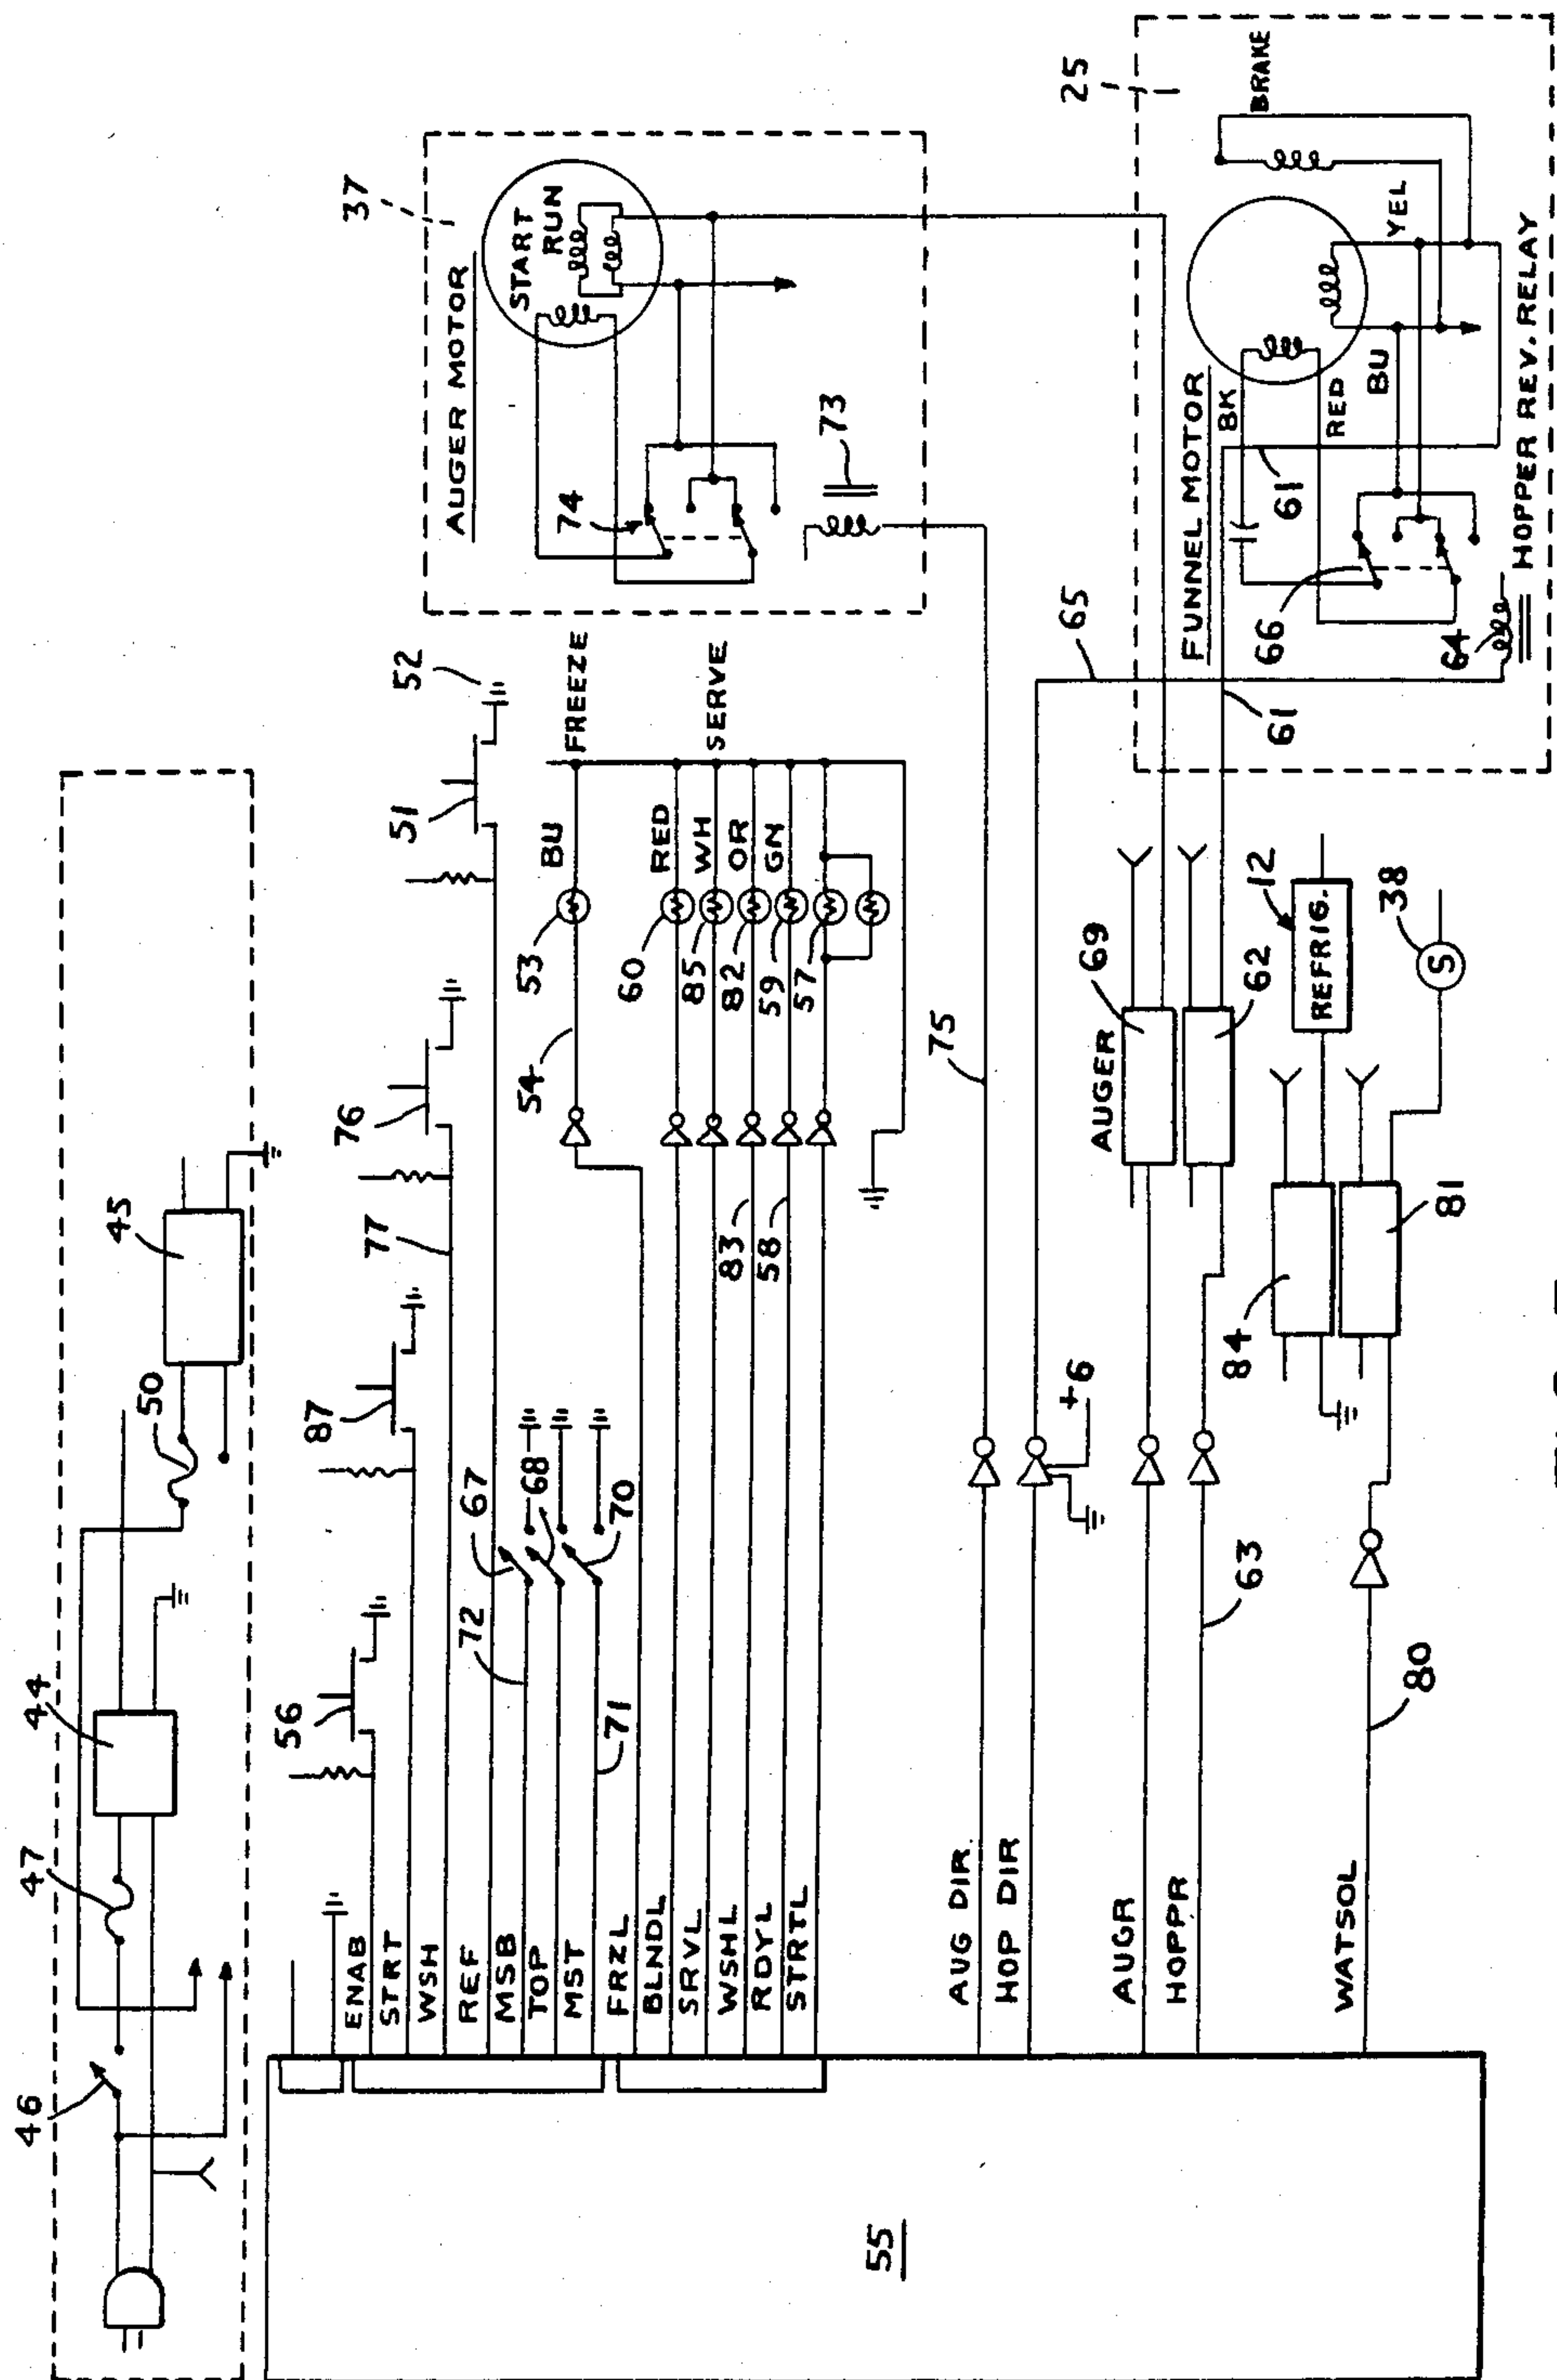 46
47
44
50
45
56
87
76
51
52
ENAB
STRT
WSH
REF
MSB
TOP
MST
FRZL
BLNDL
SRVL
WSHL
RDYL
STRTL
77
72
67
68
70
71
54
53
BU
FREEZE
60
RED
85
WH
SERVE
82
OR
59
GN
57
83
58
AUGER MOTOR
37
START
RUN
74
73
75
AUG DIR.
HOP DIR
+6
65
AUGR
HOPPR
63
AUGER
69
62
61
WATSOL
80
84
81
REFRIG.
12
S
38
FUNNEL MOTOR
25
BK
RED
BU
YEL
BRAKE
61
66
64
HOPPER REV. RELAY
55